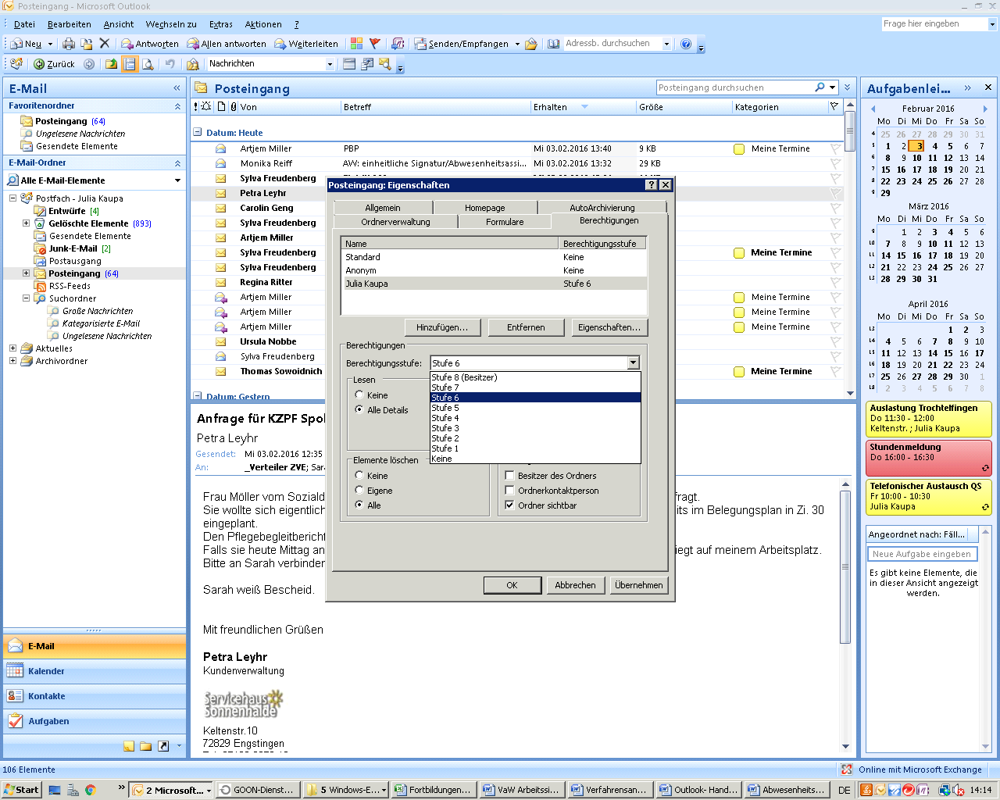 Posteingang - Microsoft Outlook
Datei Bearbeiten Ansicht Wechseln zu Extras Aktionen ?
Frage hier eingeben
Neu Antworten Allen antworten Weiterleiten Senden/Empfangen Adressb. durchsuchen
Zurück Nachrichten
E-Mail «
Favoritenordner
Posteingang (64)
Ungelesene Nachrichten
Gesendete Elemente
E-Mail-Ordner
Alle E-Mail-Elemente
Postfach - Julia Kaupa
Entwürfe [4]
Gelöschte Elemente (893)
Gesendete Elemente
Junk-E-Mail [2]
Postausgang
Posteingang (64)
RSS-Feeds
Suchordner
Große Nachrichten
Kategorisierte E-Mail
Ungelesene Nachrichten
Aktuelles
Archivordner
E-Mail
Kalender
Kontakte
Aufgaben
Posteingang
Posteingang durchsuchen
Von Betreff Erhalten Größe Kategorien
Datum: Heute
Artjem Miller PBP Mi 03.02.2016 13:40 9 KB Meine Termine
Monika Reiff AW: einheitliche Signatur/Abwesenheitsassi... Mi 03.02.2016 13:32 29 KB
Sylva Freudenberg
Petra Leyhr
Carolin Geng
Sylva Freudenberg
Artjem Miller
Sylva Freudenberg Meine Termine
Sylva Freudenberg
Regina Ritter
Artjem Miller Meine Termine
Artjem Miller Meine Termine
Artjem Miller Meine Termine
Ursula Nobbe
Sylva Freudenberg
Thomas Sowoidnich Meine Termine
Datum: Gestern
Posteingang: Eigenschaften
Allgemein Homepage AutoArchivierung
Ordnerverwaltung Formulare Berechtigungen
Name Berechtigungsstufe
Standard Keine
Anonym Keine
Julia Kaupa Stufe 6
Hinzufügen... Entfernen Eigenschaften...
Berechtigungen
Berechtigungsstufe: Stufe 6
Stufe 8 (Besitzer)
Stufe 7
Stufe 6
Stufe 5
Stufe 4
Stufe 3
Stufe 2
Stufe 1
Keine
Lesen
Keine
Alle Details
Elemente löschen
Keine
Eigene
Alle
Besitzer des Ordners
Ordnerkontaktperson
Ordner sichtbar
OK Abbrechen Übernehmen
Anfrage für KZPF Spo
Petra Leyhr
Gesendet: Mi 03.02.2016 12:35
An: _Verteiler ZVE; Sar
Frau Möller vom Soziald fragt.
Sie wollte sich eigentlich its im Belegungsplan in Zi. 30
eingeplant.
Den Pflegebegleitbericht
Falls sie heute Mittag an iegt auf meinem Arbeitsplatz.
Bitte an Sarah verbinden
Sarah weiß Bescheid.
Mit freundlichen Grüßen
Petra Leyhr
Kundenverwaltung
Servicehaus
Sonnenhalde
Keltenstr.10
72829 Engstingen
Aufgabenlei... »
Februar 2016
Mo Di Mi Do Fr Sa So
4 25 26 27 28 29 30 31
5 1 2 3 4 5 6 7
6 8 9 10 11 12 13 14
7 15 16 17 18 19 20 21
8 22 23 24 25 26 27 28
9 29
März 2016
Mo Di Mi Do Fr Sa So
9 1 2 3 4 5 6
10 7 8 9 10 11 12 13
11 14 15 16 17 18 19 20
12 21 22 23 24 25 26 27
13 28 29 30 31
April 2016
Mo Di Mi Do Fr Sa So
13 1 2 3
14 4 5 6 7 8 9 10
15 11 12 13 14 15 16 17
16 18 19 20 21 22 23 24
17 25 26 27 28 29 30 1
18 2 3 4 5 6 7 8
Auslastung Trochtelfingen
Do 11:30 - 12:00
Keltenstr. ; Julia Kaupa
Stundenmeldung
Do 16:00 - 16:30
Telefonischer Austausch QS
Fr 10:00 - 10:30
Julia Kaupa
Angeordnet nach: Fäll...
Neue Aufgabe eingeben
Es gibt keine Elemente, die
in dieser Ansicht angezeigt
werden.
106 Elemente
Online mit Microsoft Exchange
Start » 2 Microsoft... GOON-Dienst... 5 Windows-E... Fortbildungen... VaW Arbeitssi... Verfahrensan... Outlook- Hand... Abwesenheits... DE 14:14